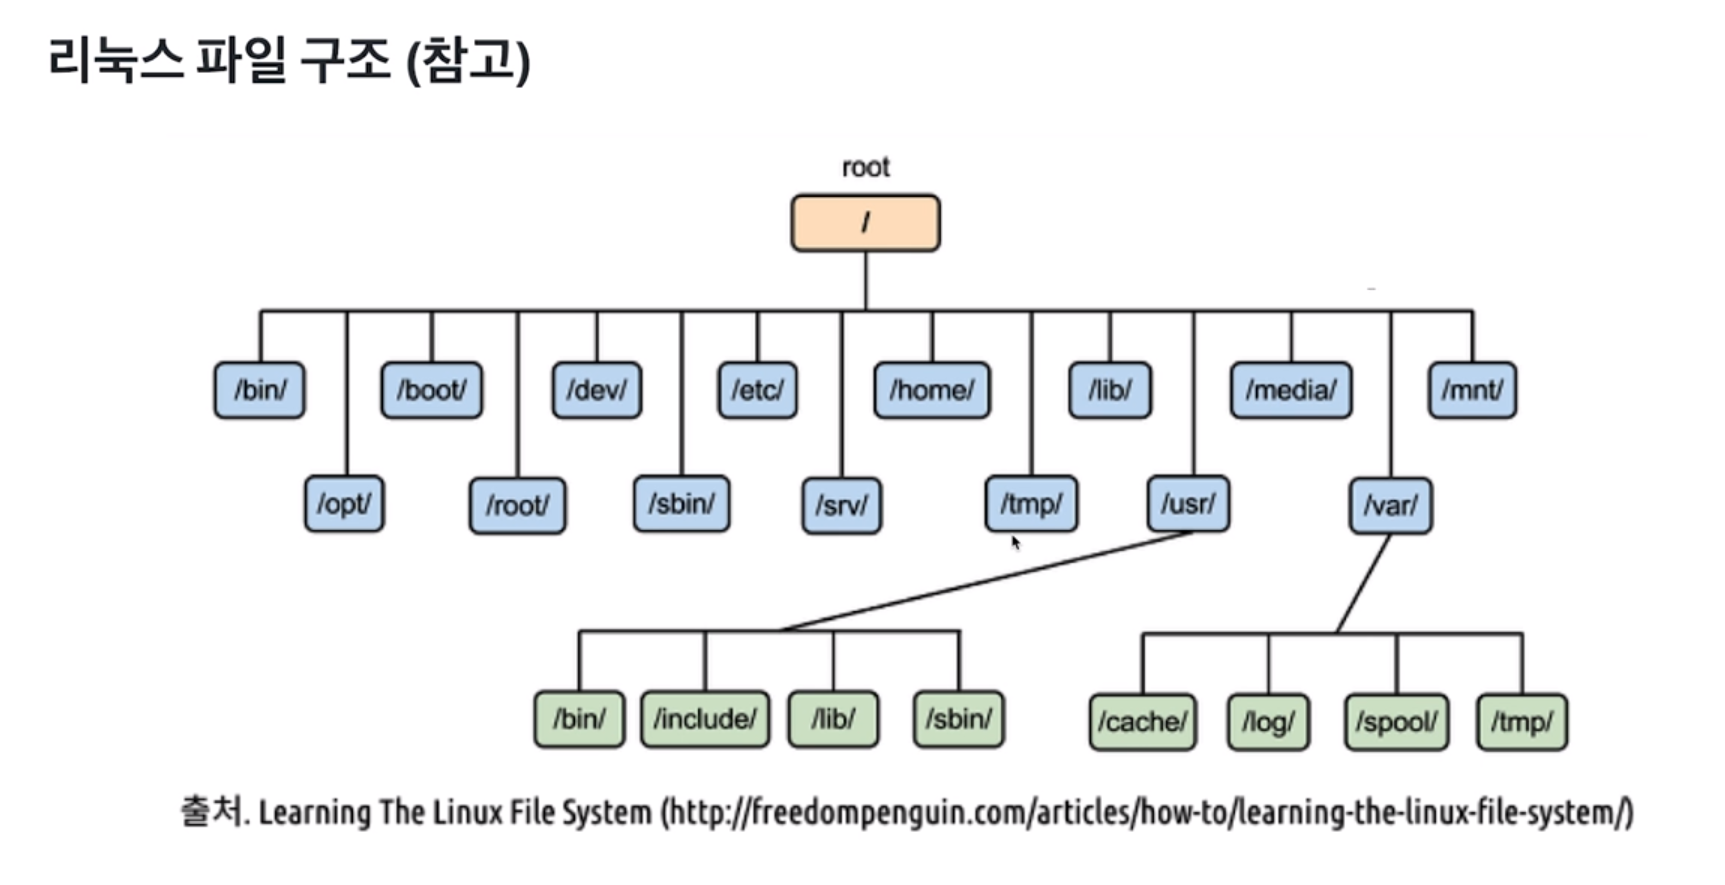 리눅스 파일 구조 (참고)
root
/
/bin/ /boot/ /dev/ /etc/ /home/ /lib/ /media/ /mnt/
/opt/ /root/ /sbin/ /srv/ /tmp/ /usr/ /var/
/bin/ /include/ /lib/ /sbin/ /cache/ /log/ /spool/ /tmp/
출처. Learning The Linux File System (http://freedompenguin.com/articles/how-to/learning-the-linux-file-system/)